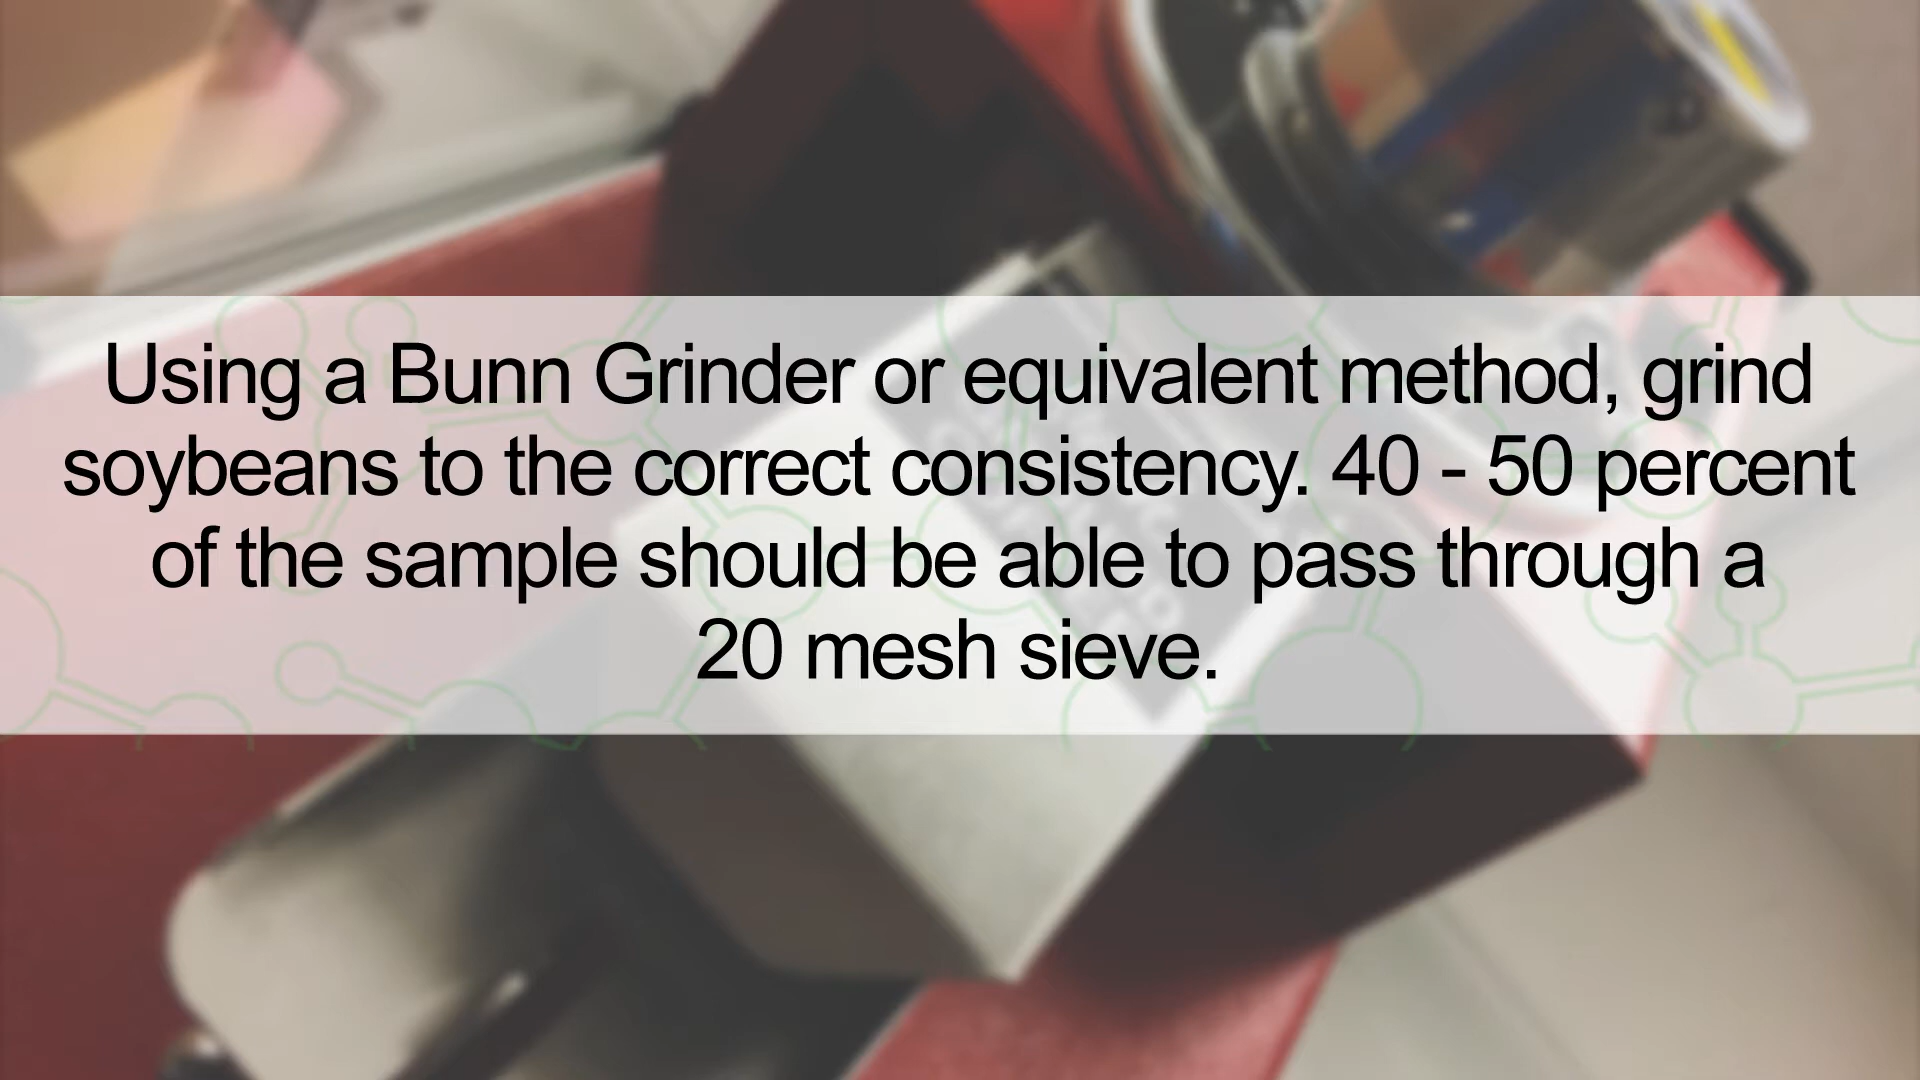 Using a Bunn Grinder or equivalent method, grind
soybeans to the correct consistency. 40 - 50 percent
of the sample should be able to pass through a
20 mesh sieve.